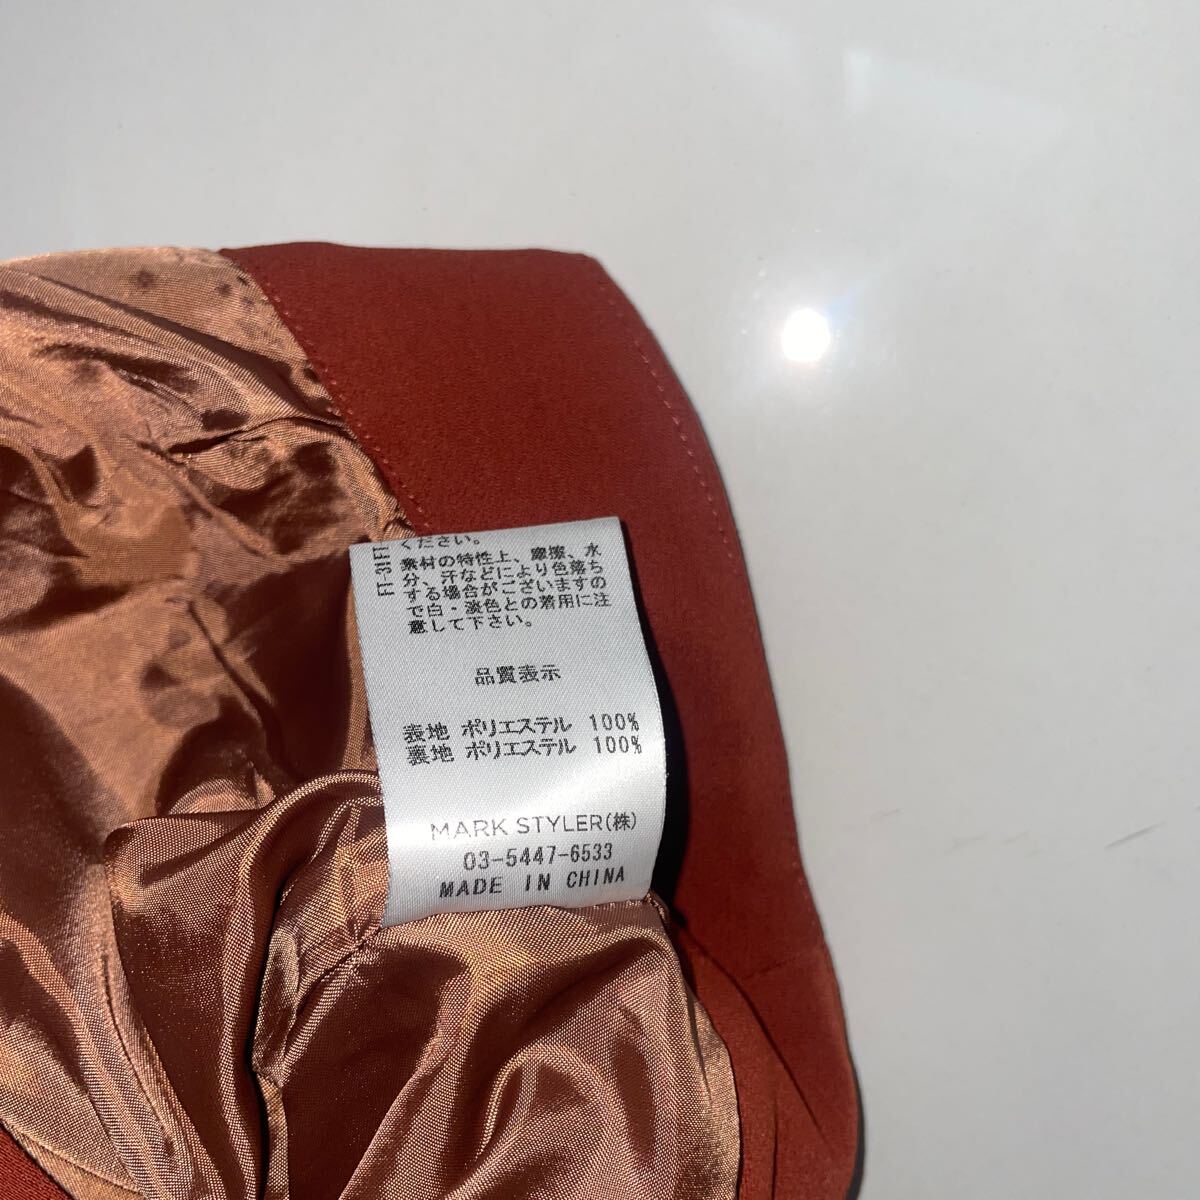 ください。
素材の特性上、摩擦、水
分、汗などにより色落ち
する場合がございますの
で白・淡色との着用に注
意して下さい。
FT-31FT
品質表示
表地 ポリエステル 100%
裏地 ポリエステル 100%
MARK STYLER(株)
03-5447-6533
MADE IN CHINA